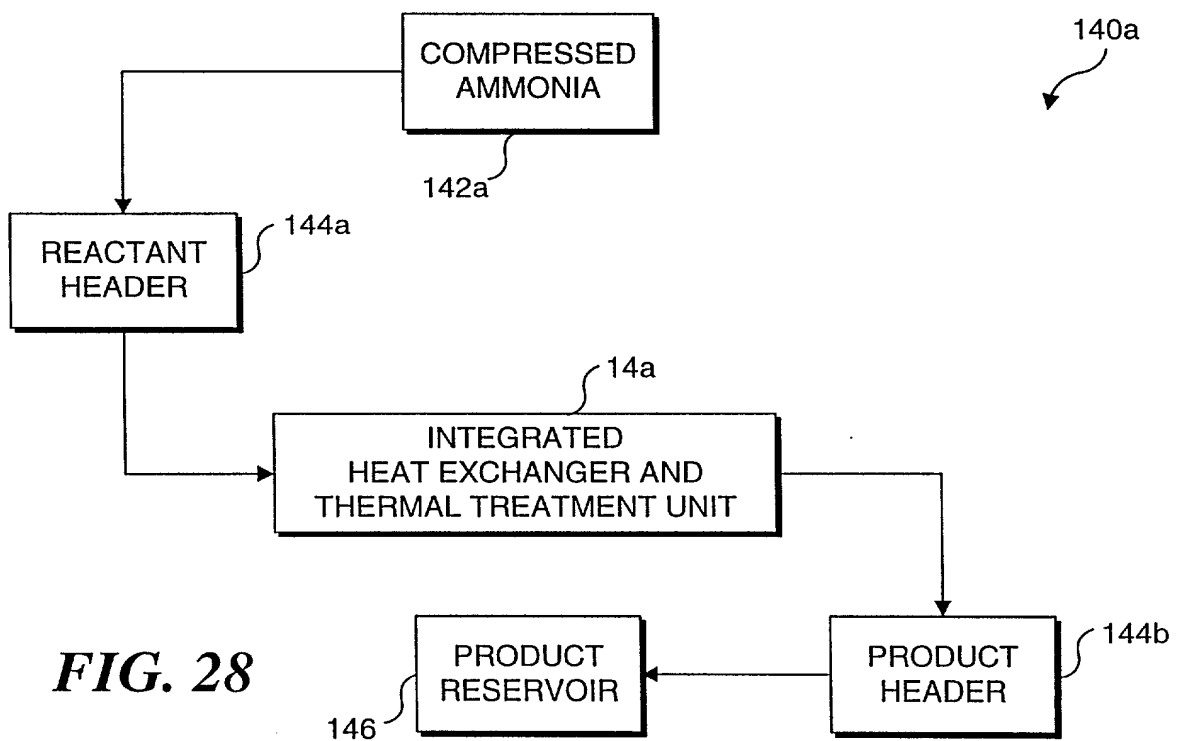 COMPRESSED
AMMONIA
140a
142a
REACTANT
HEADER
144a
14a
INTEGRATED
HEAT EXCHANGER AND
THERMAL TREATMENT UNIT
PRODUCT
RESERVOIR
146
PRODUCT
HEADER
144b
FIG. 28